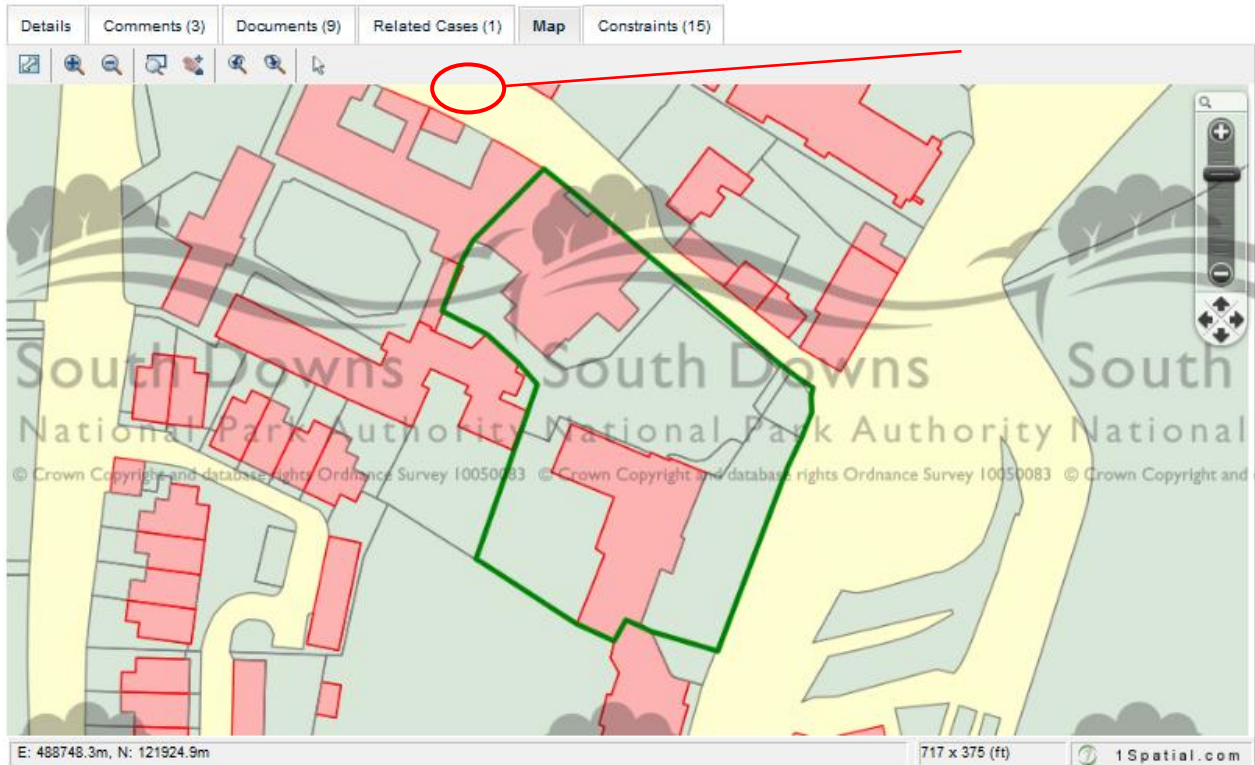 Details Comments (3) Documents (9) Related Cases (1) Map Constraints (15)
South Downs South Downs South
National Park Authority National Park Authority National
© Crown Copyright and database rights Ordnance Survey 10050083 © Crown Copyright and database rights Ordnance Survey 10050083 © Crown Copyright and
E: 488748.3m, N: 121924.9m 717 x 375 (ft) 1Spatial.com